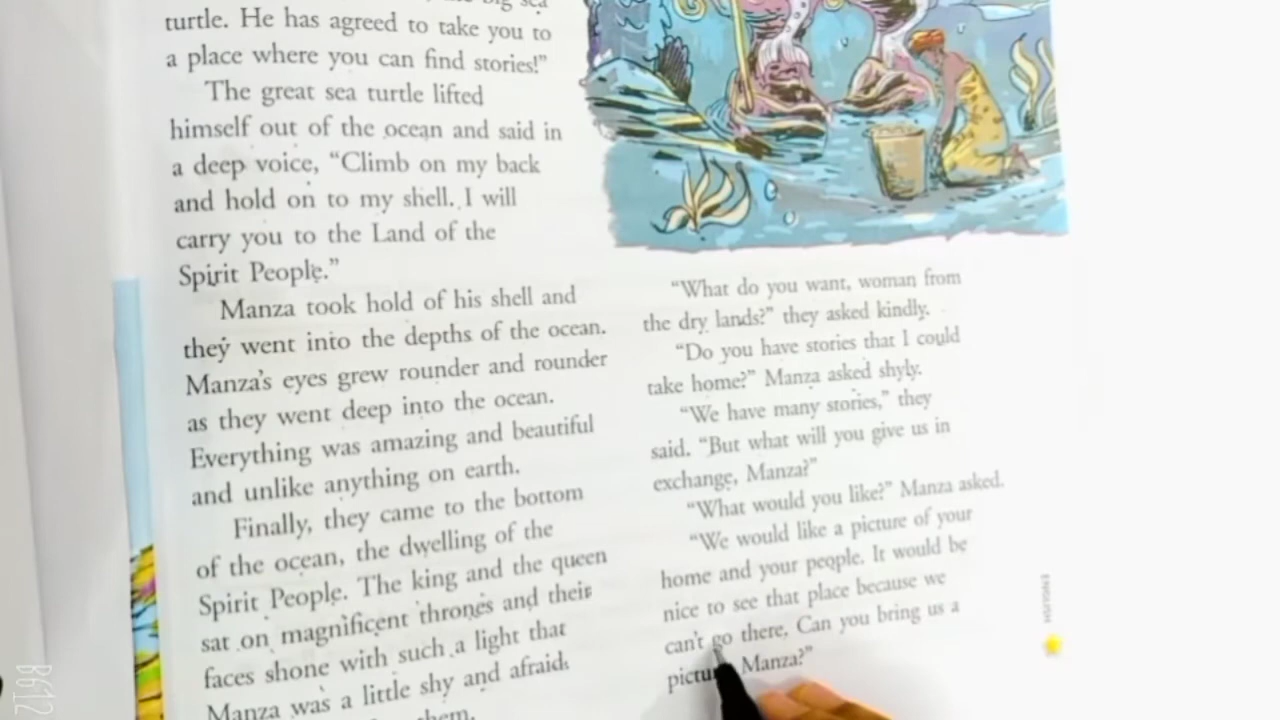 big sea
turtle. He has agreed to take you to
a place where you can find stories!"
The great sea turtle lifted
himself out of the ocean and said in
a deep voice, "Climb on my back
and hold on to my shell. I will
carry you to the Land of the
Spirit People."
Manza took hold of his shell and
they went into the depths of the ocean.
Manza's eyes grew rounder and rounder
as they went deep into the ocean.
Everything was amazing and beautiful
and unlike anything on earth.
Finally, they came to the bottom
of the ocean, the dwelling of the
Spirit People. The king and the queen
sat on magnificent thrones and their
faces shone with such a light that
Manza was a little shy and afraid
them.
"What do you want, woman from
the dry lands?" they asked kindly.
"Do you have stories that I could
take home?" Manza asked shyly.
"We have many stories," they
said. "But what will you give us in
exchange, Manza?"
"What would you like?" Manza asked.
"We would like a picture of your
home and your people. It would be
nice to see that place because we
can't go there. Can you bring us a
Manza?"
ENGLISH
B612